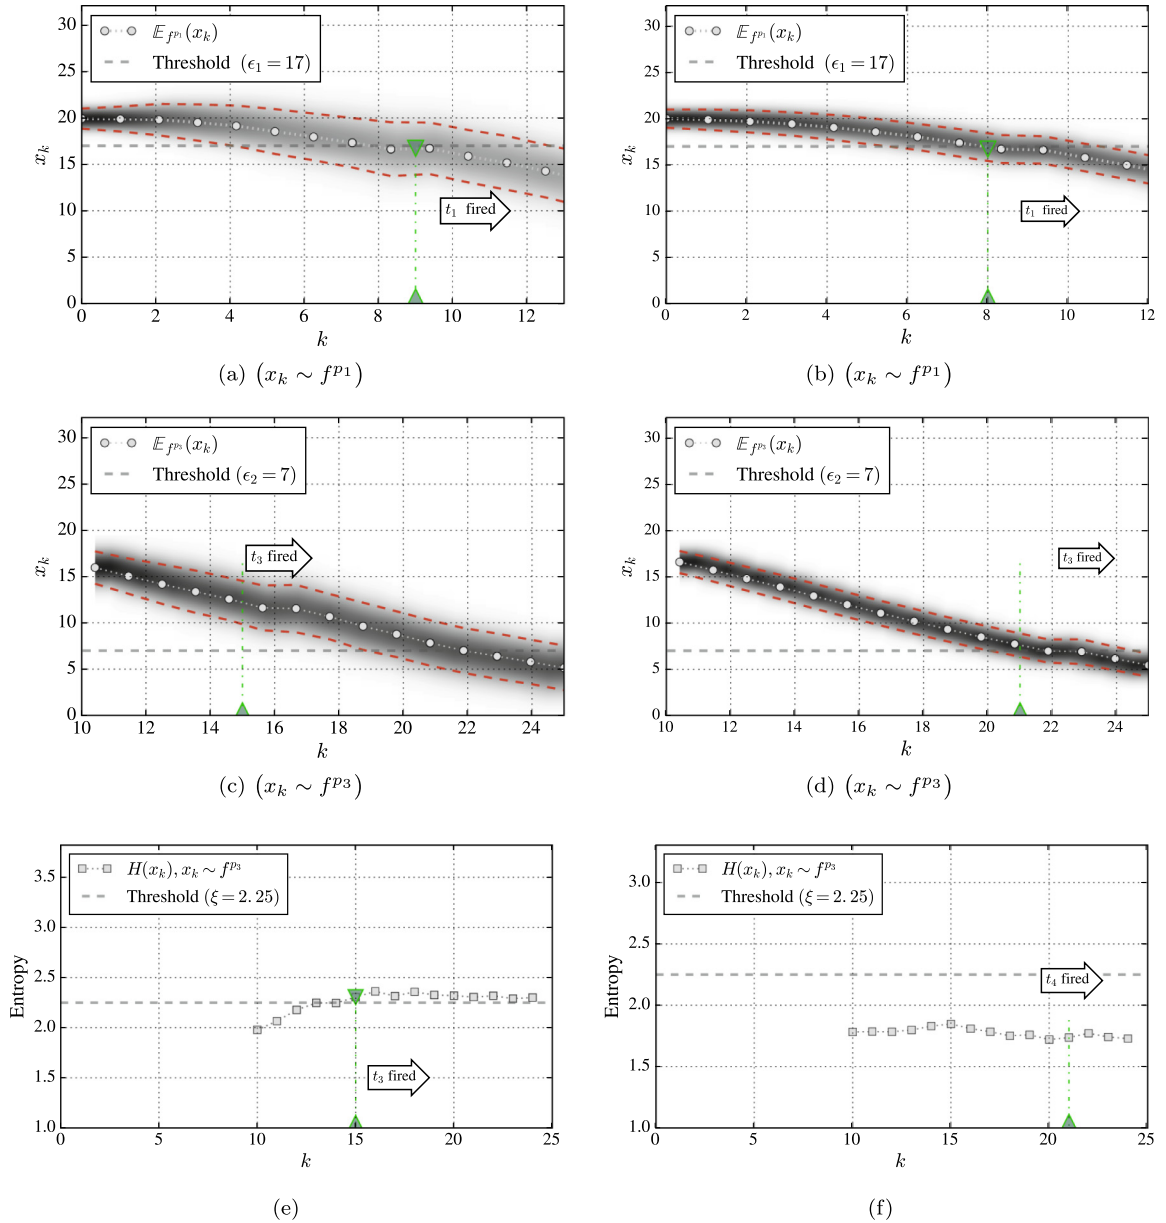 30
25
20
15
10
5
0
x_k
𝔼_{f^{p_1}}(x_k)
Threshold (ϵ_1 = 17)
t_1 fired
0 2 4 6 8 10 12
k
(a) (x_k ∼ f^{p_1})
30
25
20
15
10
5
0
x_k
𝔼_{f^{p_1}}(x_k)
Threshold (ϵ_1 = 17)
t_1 fired
0 2 4 6 8 10 12
k
(b) (x_k ∼ f^{p_1})
30
25
20
15
10
5
0
x_k
𝔼_{f^{p_3}}(x_k)
Threshold (ϵ_2 = 7)
t_3 fired
10 12 14 16 18 20 22 24
k
(c) (x_k ∼ f^{p_3})
30
25
20
15
10
5
0
x_k
𝔼_{f^{p_3}}(x_k)
Threshold (ϵ_2 = 7)
t_3 fired
10 12 14 16 18 20 22 24
k
(d) (x_k ∼ f^{p_3})
3.5
3.0
2.5
2.0
1.5
1.0
Entropy
H(x_k), x_k ∼ f^{p_3}
Threshold (ξ = 2.25)
t_3 fired
0 5 10 15 20 25
k
(e)
3.0
2.5
2.0
1.5
1.0
Entropy
H(x_k), x_k ∼ f^{p_3}
Threshold (ξ = 2.25)
t_4 fired
0 5 10 15 20 25
k
(f)